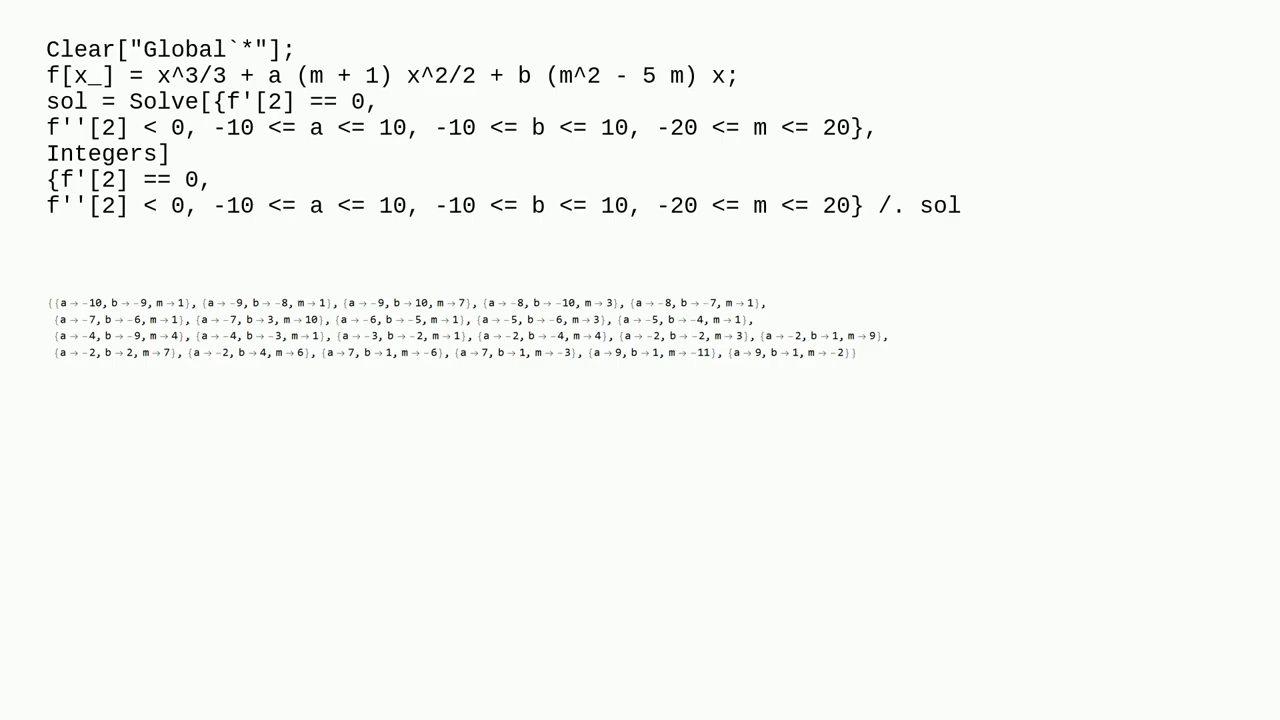 Clear["Global`*"];
f[x_] = x^3/3 + a (m + 1) x^2/2 + b (m^2 - 5 m) x;
sol = Solve[{f'[2] == 0,
f''[2] < 0, -10 <= a <= 10, -10 <= b <= 10, -20 <= m <= 20},
Integers]
{f'[2] == 0,
f''[2] < 0, -10 <= a <= 10, -10 <= b <= 10, -20 <= m <= 20} /. sol
{{a → -10, b → -9, m → 1}, {a → -9, b → -8, m → 1}, {a → -9, b → 10, m → 7}, {a → -8, b → -10, m → 3}, {a → -8, b → -7, m → 1},
{a → -7, b → -6, m → 1}, {a → -7, b → 3, m → 10}, {a → -6, b → -5, m → 1}, {a → -5, b → -6, m → 3}, {a → -5, b → -4, m → 1},
{a → -4, b → -9, m → 4}, {a → -4, b → -3, m → 1}, {a → -3, b → -2, m → 1}, {a → -2, b → -4, m → 4}, {a → -2, b → -2, m → 3}, {a → -2, b → 1, m → 9},
{a → -2, b → 2, m → 7}, {a → -2, b → 4, m → 6}, {a → 7, b → 1, m → -6}, {a → 7, b → 1, m → -3}, {a → 9, b → 1, m → -11}, {a → 9, b → 1, m → -2}}